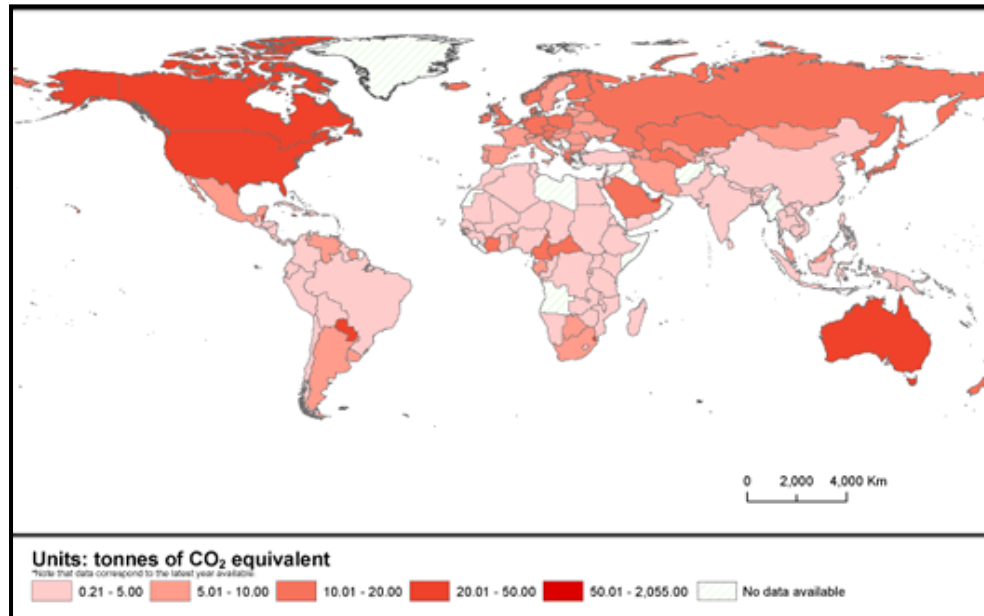 0 2,000 4,000 Km
Units: tonnes of CO₂ equivalent
*Note that data correspond to the latest year available.
0.21 - 5.00 5.01 - 10.00 10.01 - 20.00 20.01 - 50.00 50.01 - 2,055.00 No data available